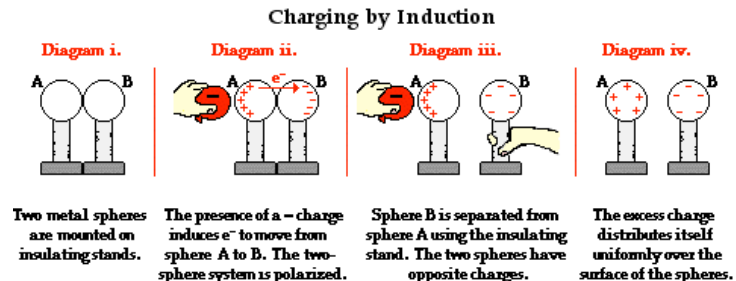 Charging by Induction
Diagram i.
Diagram ii.
Diagram iii.
Diagram iv.
A
B
A
e⁻
B
A
B
A
B
Two metal spheres
are mounted on
insulating stands.
The presence of a – charge
induces e⁻ to move from
sphere A to B. The two-
sphere system is polarized.
Sphere B is separated from
sphere A using the insulating
stand. The two spheres have
opposite charges.
The excess charge
distributes itself
uniformly over the
surface of the spheres.